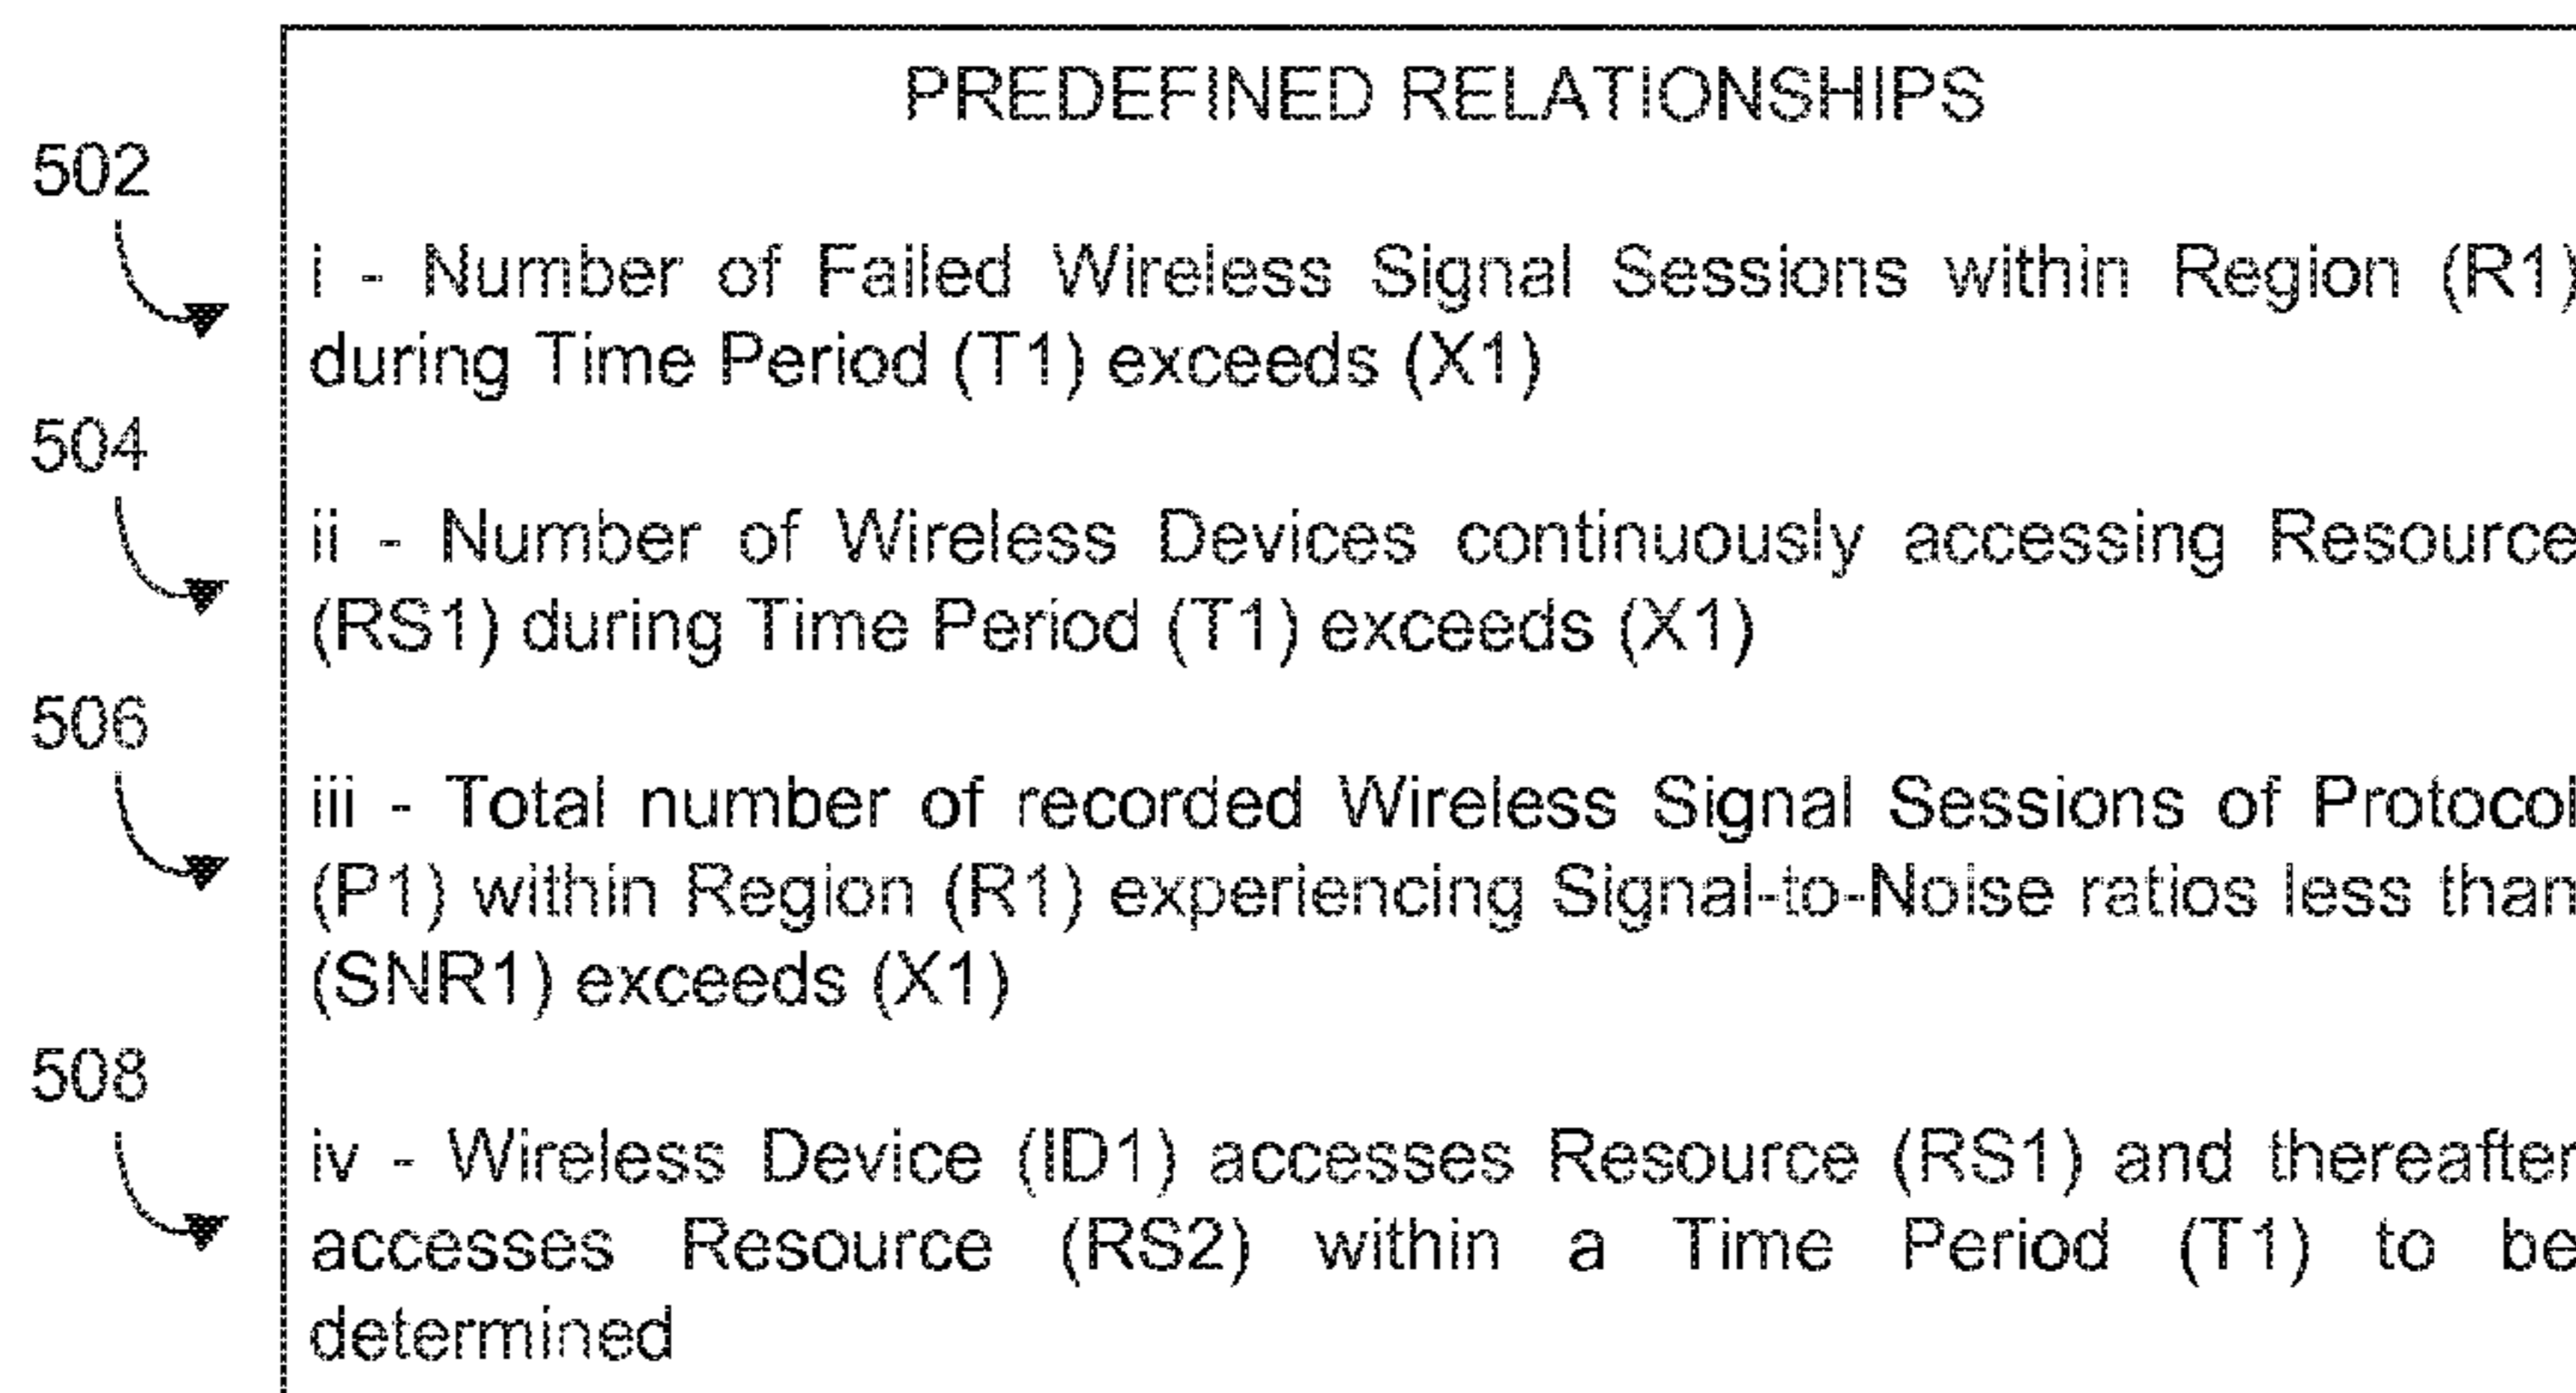 PREDEFINED RELATIONSHIPS
502
i - Number of Failed Wireless Signal Sessions within Region (R1)
during Time Period (T1) exceeds (X1)
504
ii - Number of Wireless Devices continuously accessing Resource
(RS1) during Time Period (T1) exceeds (X1)
506
iii - Total number of recorded Wireless Signal Sessions of Protocol
(P1) within Region (R1) experiencing Signal-to-Noise ratios less than
(SNR1) exceeds (X1)
508
iv - Wireless Device (ID1) accesses Resource (RS1) and thereafter
accesses Resource (RS2) within a Time Period (T1) to be
determined